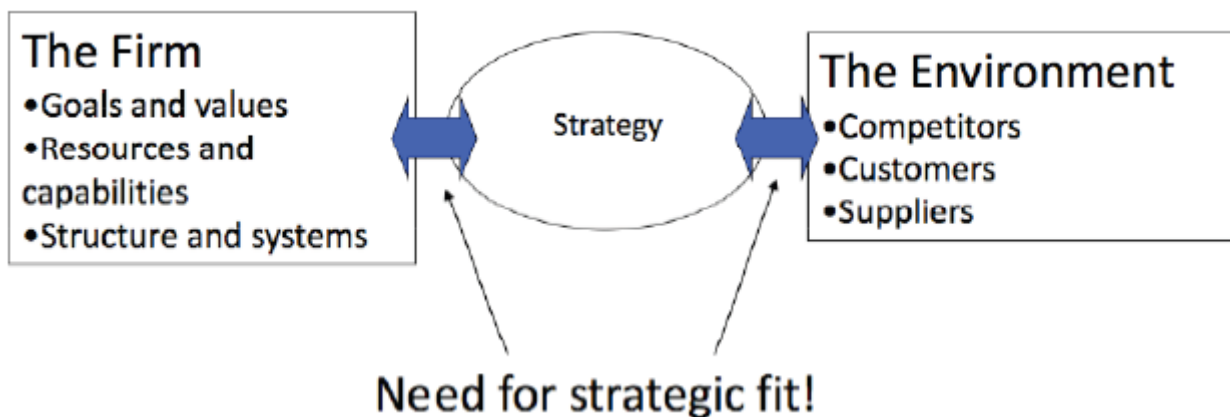 The Firm
•Goals and values
•Resources and
capabilities
•Structure and systems
Strategy
The Environment
•Competitors
•Customers
•Suppliers
Need for strategic fit!